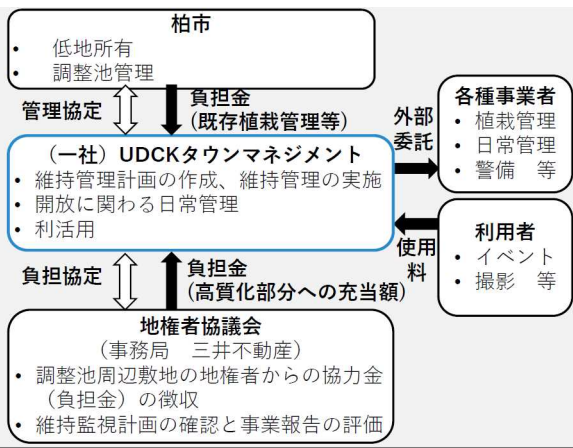 柏市
• 低地所有
• 調整池管理
管理協定
負担金
(既存植栽管理等)
外部
委託
各種事業者
• 植栽管理
• 日常管理
• 警備　等
（一社）UDCKタウンマネジメント
• 維持管理計画の作成、維持管理の実施
• 開放に関わる日常管理
• 利活用
使用
料
利用者
• イベント
• 撮影　等
負担協定
負担金
(高質化部分への充当額)
地権者協議会
（事務局　三井不動産）
• 調整池周辺敷地の地権者からの協力金
（負担金）の徴収
• 維持監視計画の確認と事業報告の評価